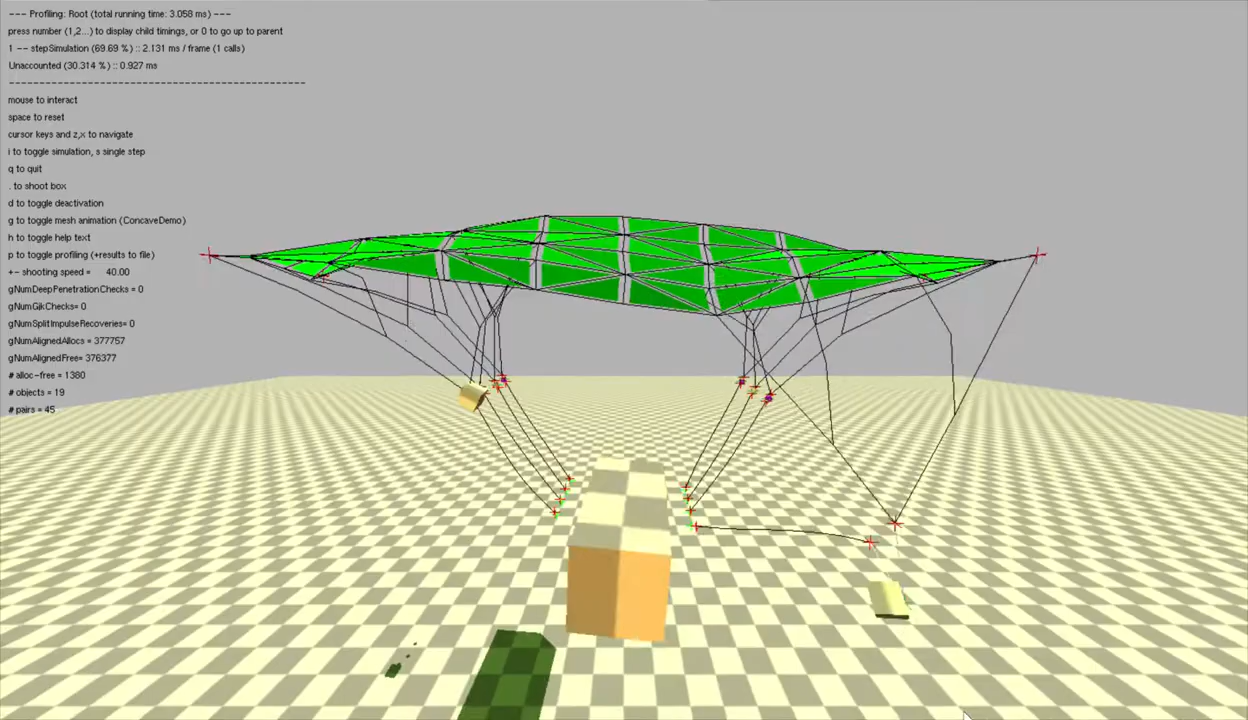 --- Profiling: Root (total running time: 3.058 ms) ---
press number (1,2...) to display child timings, or 0 to go up to parent
1 -- stepSimulation (69.69 %) :: 2.131 ms / frame (1 calls)
Unaccounted (30.314 %) :: 0.927 ms
-------------------------------------------------
mouse to interact
space to reset
cursor keys and z,x to navigate
i to toggle simulation, s single step
q to quit
. to shoot box
d to toggle deactivation
g to toggle mesh animation (ConcaveDemo)
h to toggle help text
p to toggle profiling (+results to file)
+- shooting speed = 40.00
gNumDeepPenetrationChecks = 0
gNumGjkChecks= 0
gNumSplitImpulseRecoveries= 0
gNumAlignedAllocs = 377757
gNumAlignedFree= 376377
# alloc-free = 1380
# objects = 19
# pairs = 45